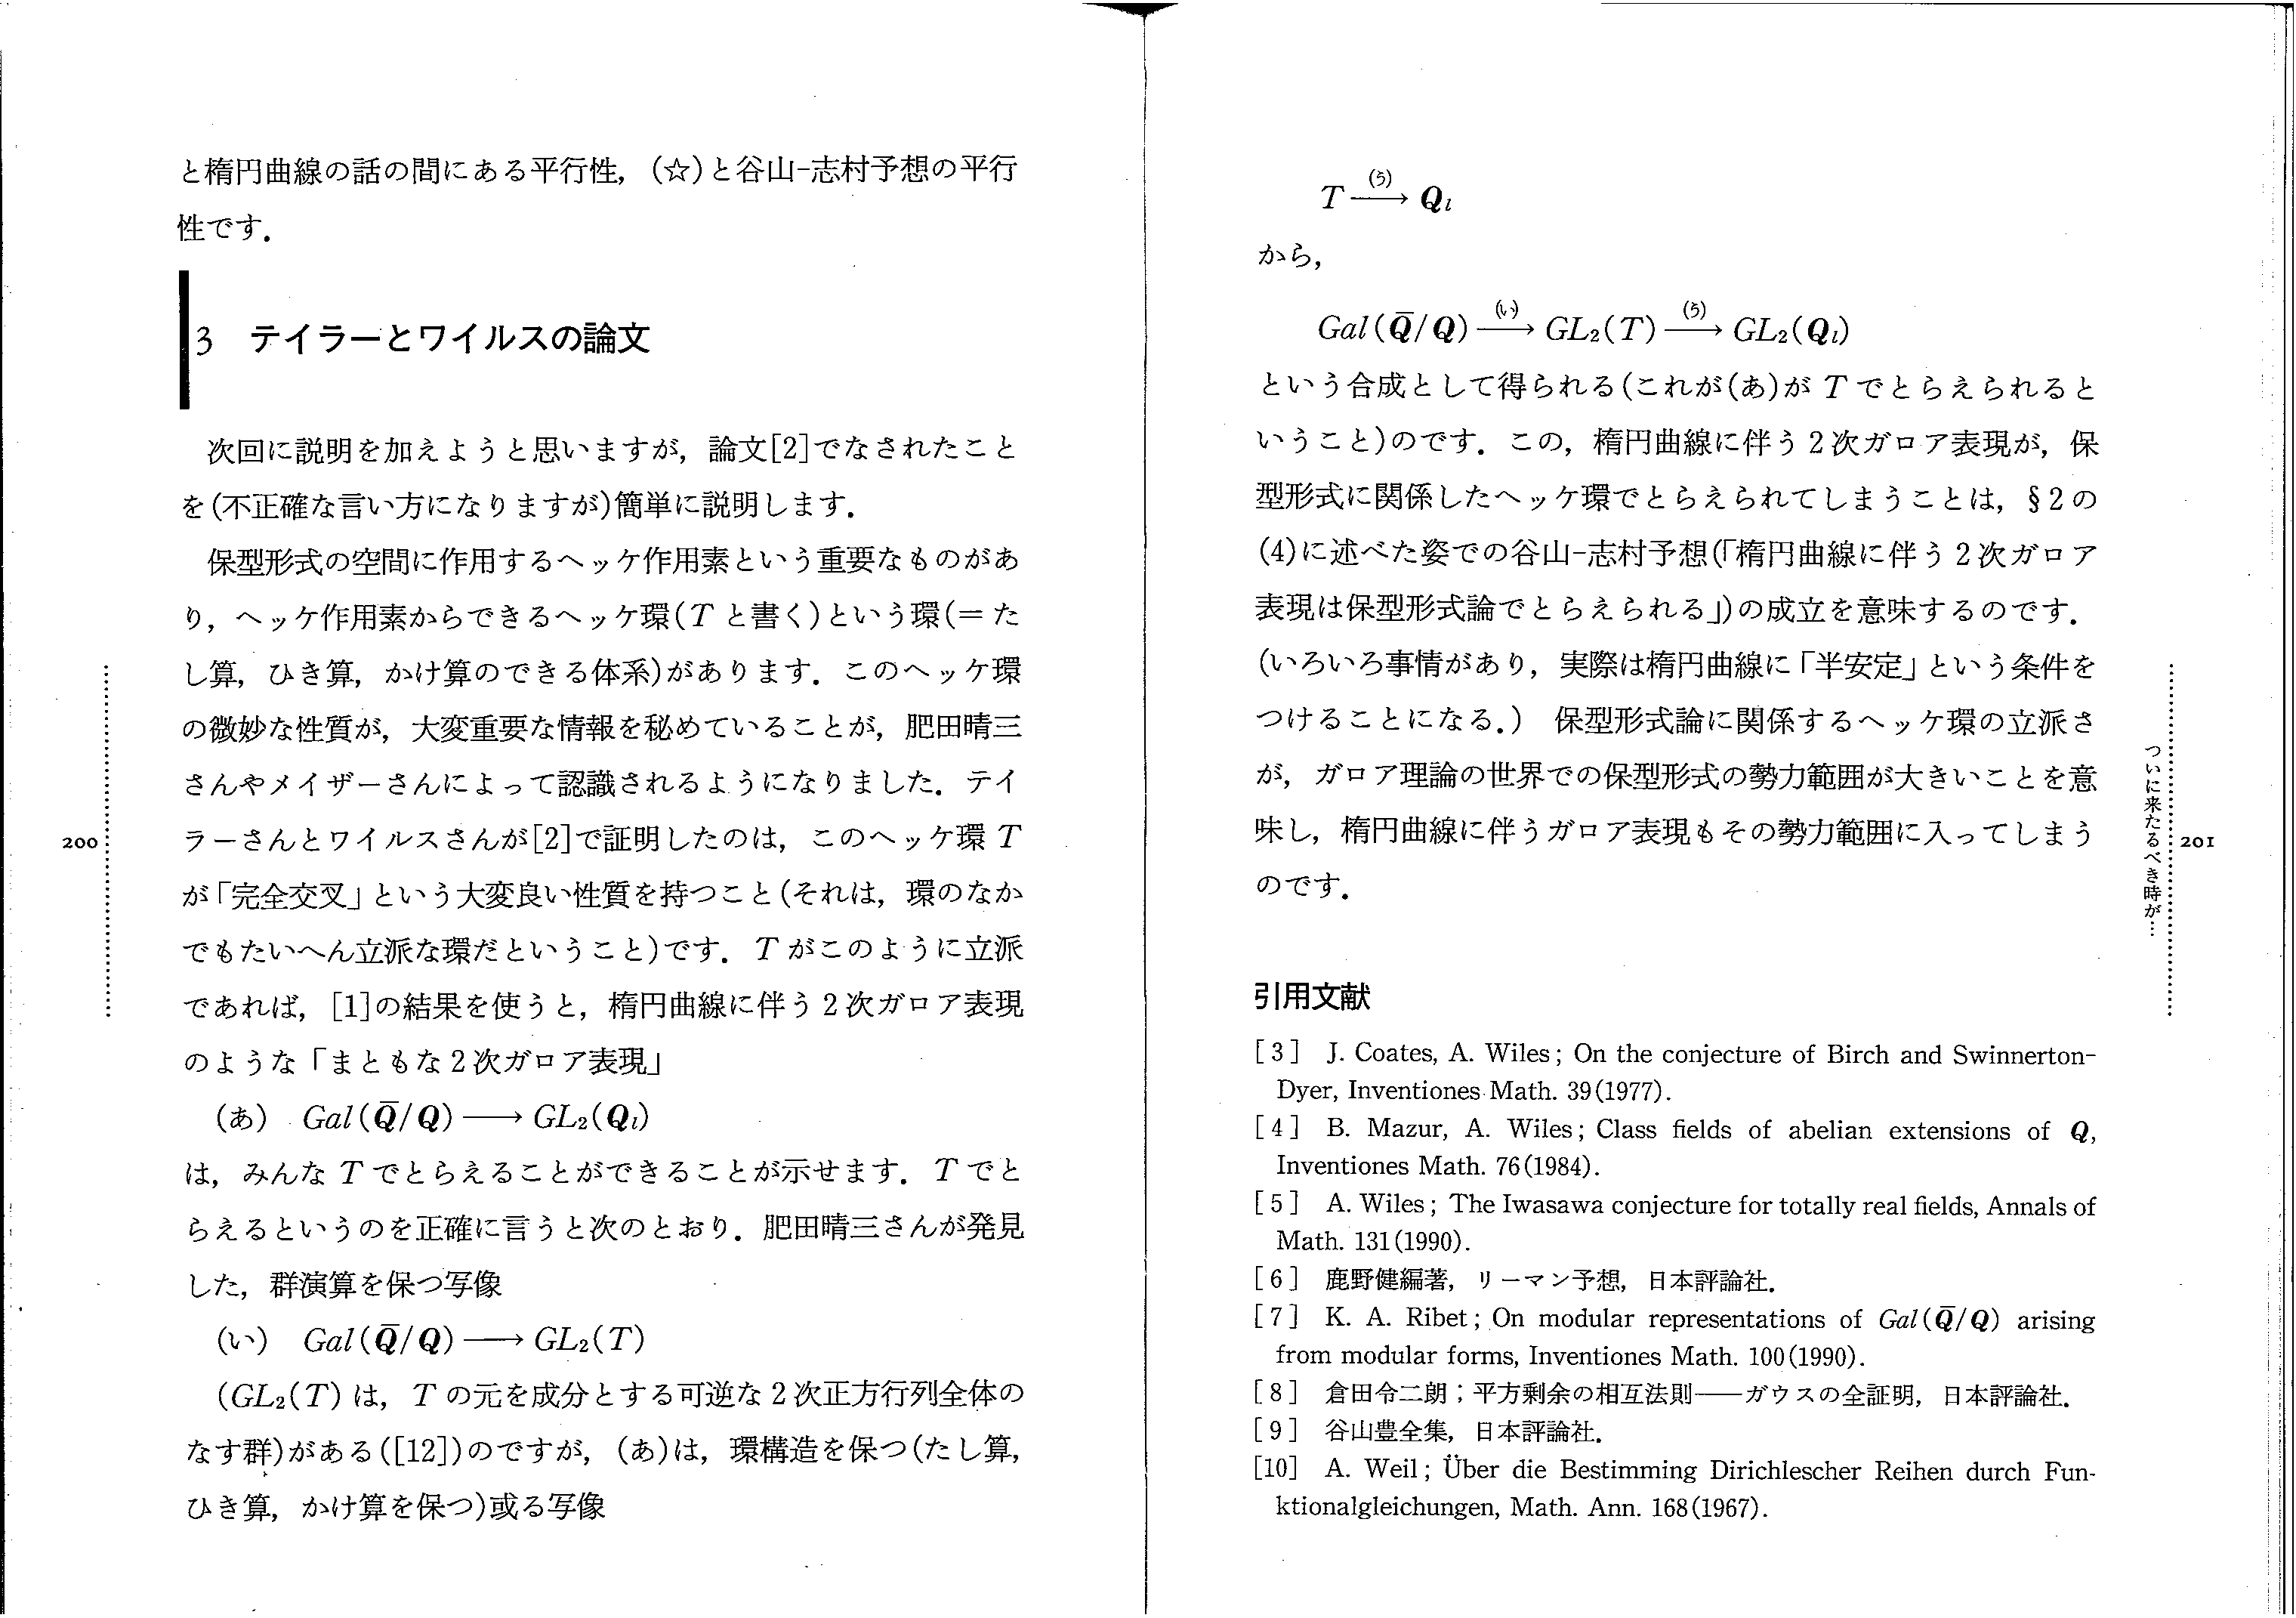 と楕円曲線の話の間にある平行性，(☆)と谷山-志村予想の平行
性です．
3 テイラーとワイルスの論文
次回に説明を加えようと思いますが，論文[2]でなされたこと
を(不正確な言い方になりますが)簡単に説明します．
保型形式の空間に作用するヘッケ作用素という重要なものがあ
り，ヘッケ作用素からできるヘッケ環(T と書く)という環(＝た
し算，ひき算，かけ算のできる体系)があります．このヘッケ環
の微妙な性質が，大変重要な情報を秘めていることが，肥田晴三
さんやメイザーさんによって認識されるようになりました．テイ
ラーさんとワイルスさんが[2]で証明したのは，このヘッケ環 T
が「完全交叉」という大変良い性質を持つこと(それは，環のなか
でもたいへん立派な環だということ)です．T がこのように立派
であれば，[1]の結果を使うと，楕円曲線に伴う 2 次ガロア表現
のような「まともな 2 次ガロア表現」
(あ) Gal(Q̄/Q) ⟶ GL₂(Qₗ)
は，みんな T でとらえることができることが示せます．T でと
らえるというのを正確に言うと次のとおり．肥田晴三さんが発見
した，群演算を保つ写像
(い) Gal(Q̄/Q) ⟶ GL₂(T)
(GL₂(T) は，T の元を成分とする可逆な 2 次正方行列全体の
なす群)がある([12])のですが，(あ)は，環構造を保つ(たし算，
ひき算，かけ算を保つ)或る写像
200
T ⟶(う) Qₗ
から，
Gal(Q̄/Q) ⟶(い) GL₂(T) ⟶(う) GL₂(Qₗ)
という合成として得られる(これが(あ)が T でとらえられると
いうこと)のです．この，楕円曲線に伴う 2 次ガロア表現が，保
型形式に関係したヘッケ環でとらえられてしまうことは，§2 の
(4)に述べた姿での谷山-志村予想(「楕円曲線に伴う 2 次ガロア
表現は保型形式論でとらえられる」)の成立を意味するのです．
(いろいろ事情があり，実際は楕円曲線に「半安定」という条件を
つけることになる．) 保型形式論に関係するヘッケ環の立派さ
が，ガロア理論の世界での保型形式の勢力範囲が大きいことを意
味し，楕円曲線に伴うガロア表現もその勢力範囲に入ってしまう
のです．
引用文献
[3] J. Coates, A. Wiles; On the conjecture of Birch and Swinnerton-
Dyer, Inventiones Math. 39(1977).
[4] B. Mazur, A. Wiles; Class fields of abelian extensions of Q,
Inventiones Math. 76(1984).
[5] A. Wiles; The Iwasawa conjecture for totally real fields, Annals of
Math. 131(1990).
[6] 鹿野健編著，リーマン予想，日本評論社．
[7] K. A. Ribet; On modular representations of Gal(Q̄/Q) arising
from modular forms, Inventiones Math. 100(1990).
[8] 倉田令二朗；平方剰余の相互法則――ガウスの全証明，日本評論社．
[9] 谷山豊全集，日本評論社．
[10] A. Weil; Über die Bestimming Dirichlescher Reihen durch Fun-
ktionalgleichungen, Math. Ann. 168(1967).
ついに来たるべき時が…
201